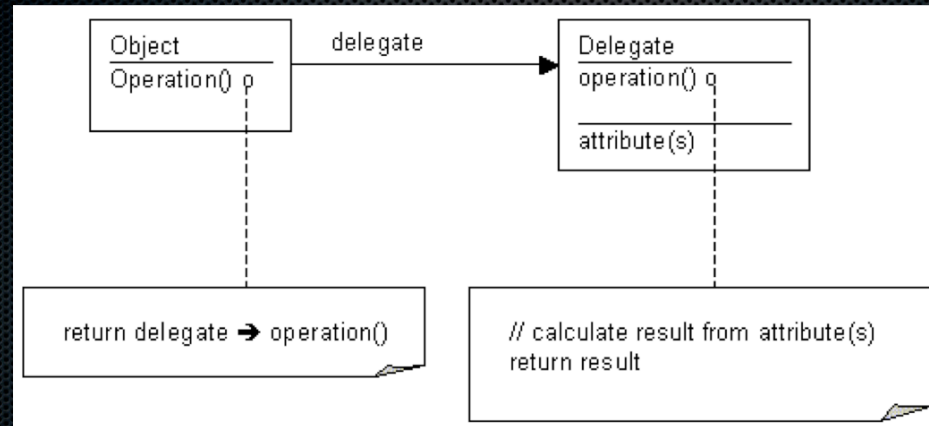 Object
Operation()
delegate
Delegate
operation()
attribute(s)
return delegate ➔ operation()
// calculate result from attribute(s)
return result